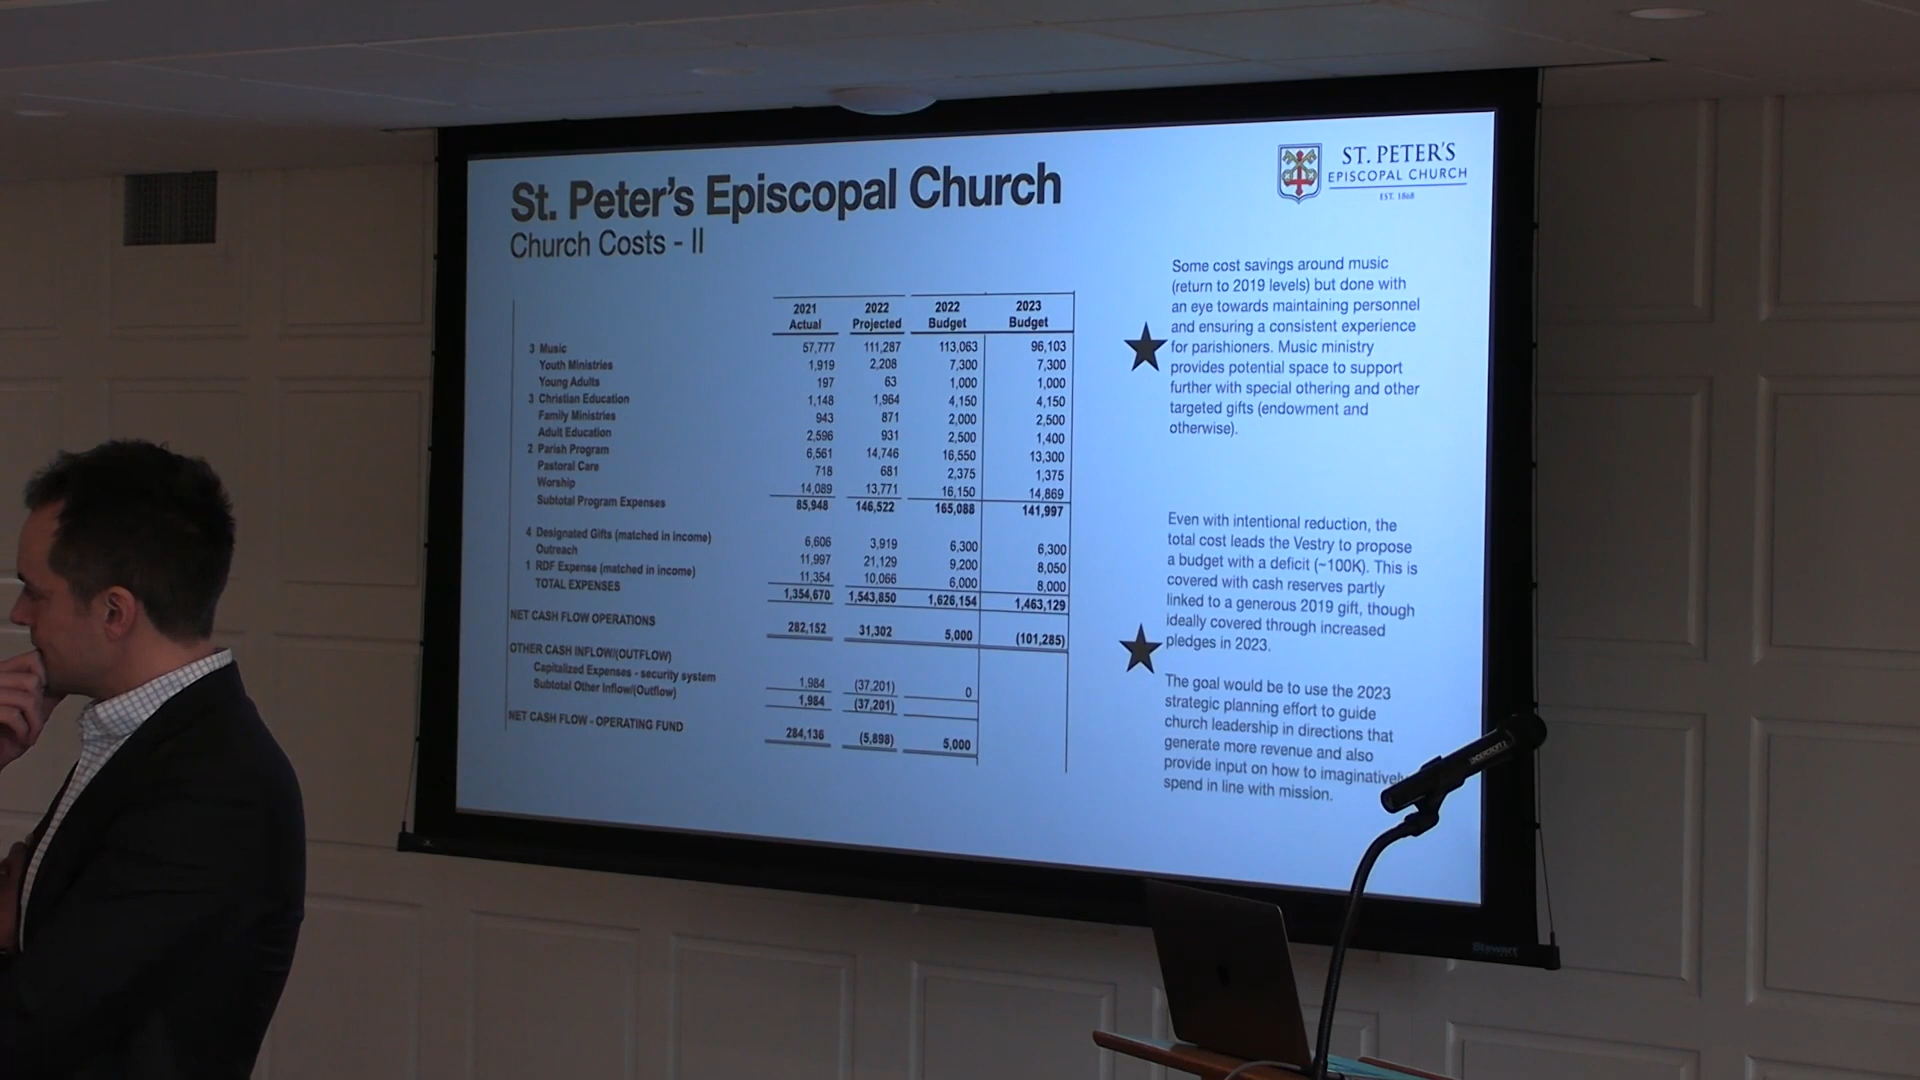 St. Peter's Episcopal Church
Church Costs - II
ST. PETER'S
EPISCOPAL CHURCH
EST. 1868
2021 Actual 2022 Projected 2022 Budget 2023 Budget
3 Music 57,777 111,287 113,063 96,103
Youth Ministries 1,919 2,208 7,300 7,300
Young Adults 197 63 1,000 1,000
3 Christian Education 1,148 1,964 4,150 4,150
Family Ministries 943 871 2,000 2,500
Adult Education 2,596 931 2,500 1,400
2 Parish Program 6,561 14,746 16,550 13,300
Pastoral Care 718 681 2,375 1,375
Worship 14,089 13,771 16,150 14,869
Subtotal Program Expenses 85,948 146,522 165,088 141,997
4 Designated Gifts (matched in income) 6,606 3,919 6,300 6,300
Outreach 11,997 21,129 9,200 8,050
1 RDF Expense (matched in income) 11,354 10,066 6,000 8,000
TOTAL EXPENSES 1,354,670 1,543,850 1,626,154 1,463,129
NET CASH FLOW OPERATIONS 282,152 31,302 5,000 (101,285)
OTHER CASH INFLOW/(OUTFLOW)
Capitalized Expenses - security system 1,984 (37,201) 0
Subtotal Other Inflow/(Outflow) 1,984 (37,201)
NET CASH FLOW - OPERATING FUND 284,136 (5,898) 5,000
Some cost savings around music
(return to 2019 levels) but done with
an eye towards maintaining personnel
and ensuring a consistent experience
for parishioners. Music ministry
provides potential space to support
further with special othering and other
targeted gifts (endowment and
otherwise).
Even with intentional reduction, the
total cost leads the Vestry to propose
a budget with a deficit (~100K). This is
covered with cash reserves partly
linked to a generous 2019 gift, though
ideally covered through increased
pledges in 2023.
The goal would be to use the 2023
strategic planning effort to guide
church leadership in directions that
generate more revenue and also
provide input on how to imaginatively
spend in line with mission.
Stewart